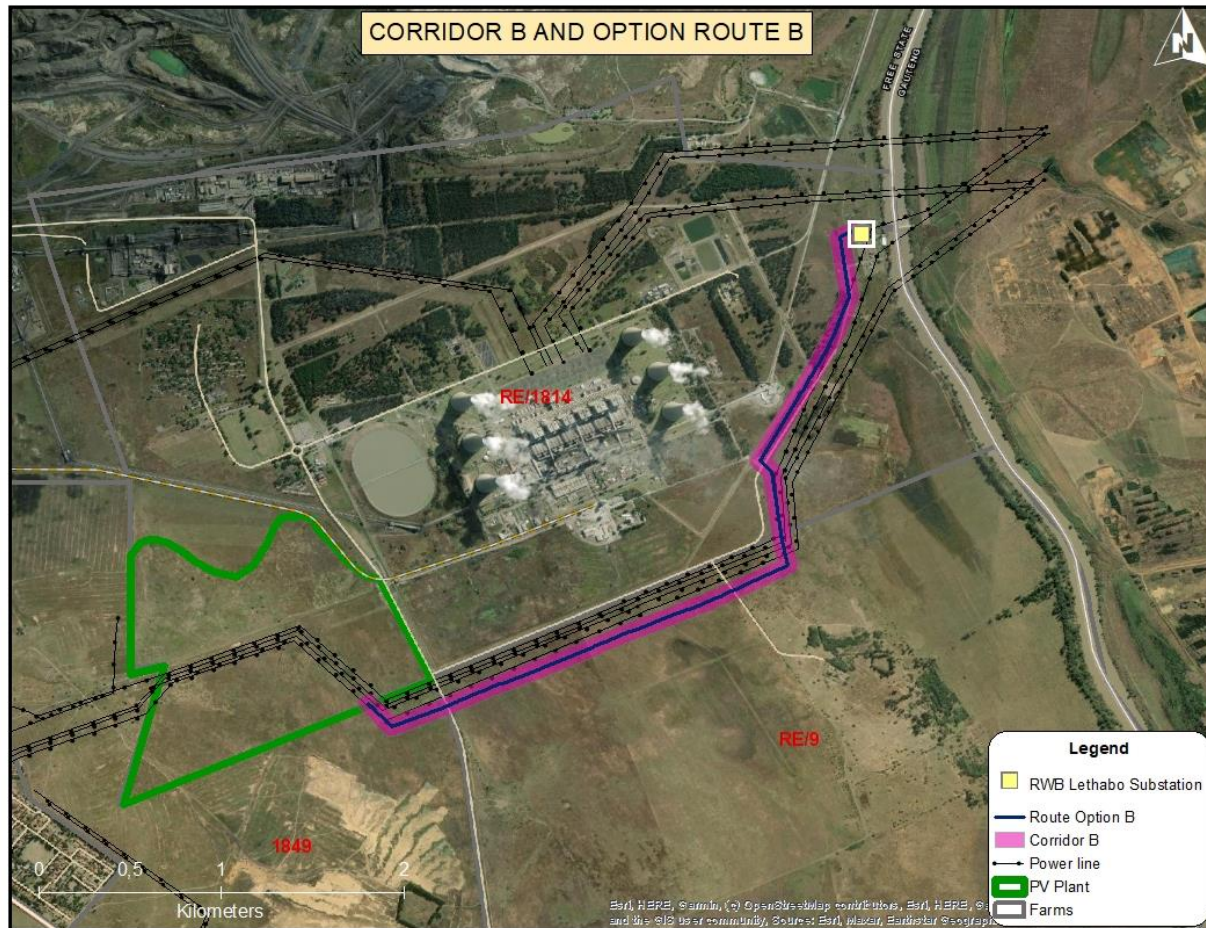 CORRIDOR B AND OPTION ROUTE B
N
FREE STATE
GAUTENG
RE/1814
RE/9
1849
0 0,5 1 2
Kilometers
Legend
RWB Lethabo Substation
Route Option B
Corridor B
Power line
PV Plant
Farms
Esri, HERE, Garmin, (c) OpenStreetMap contributors, Esri, HERE,
and the GIS user community, Source: Esri, Maxar, Earthstar